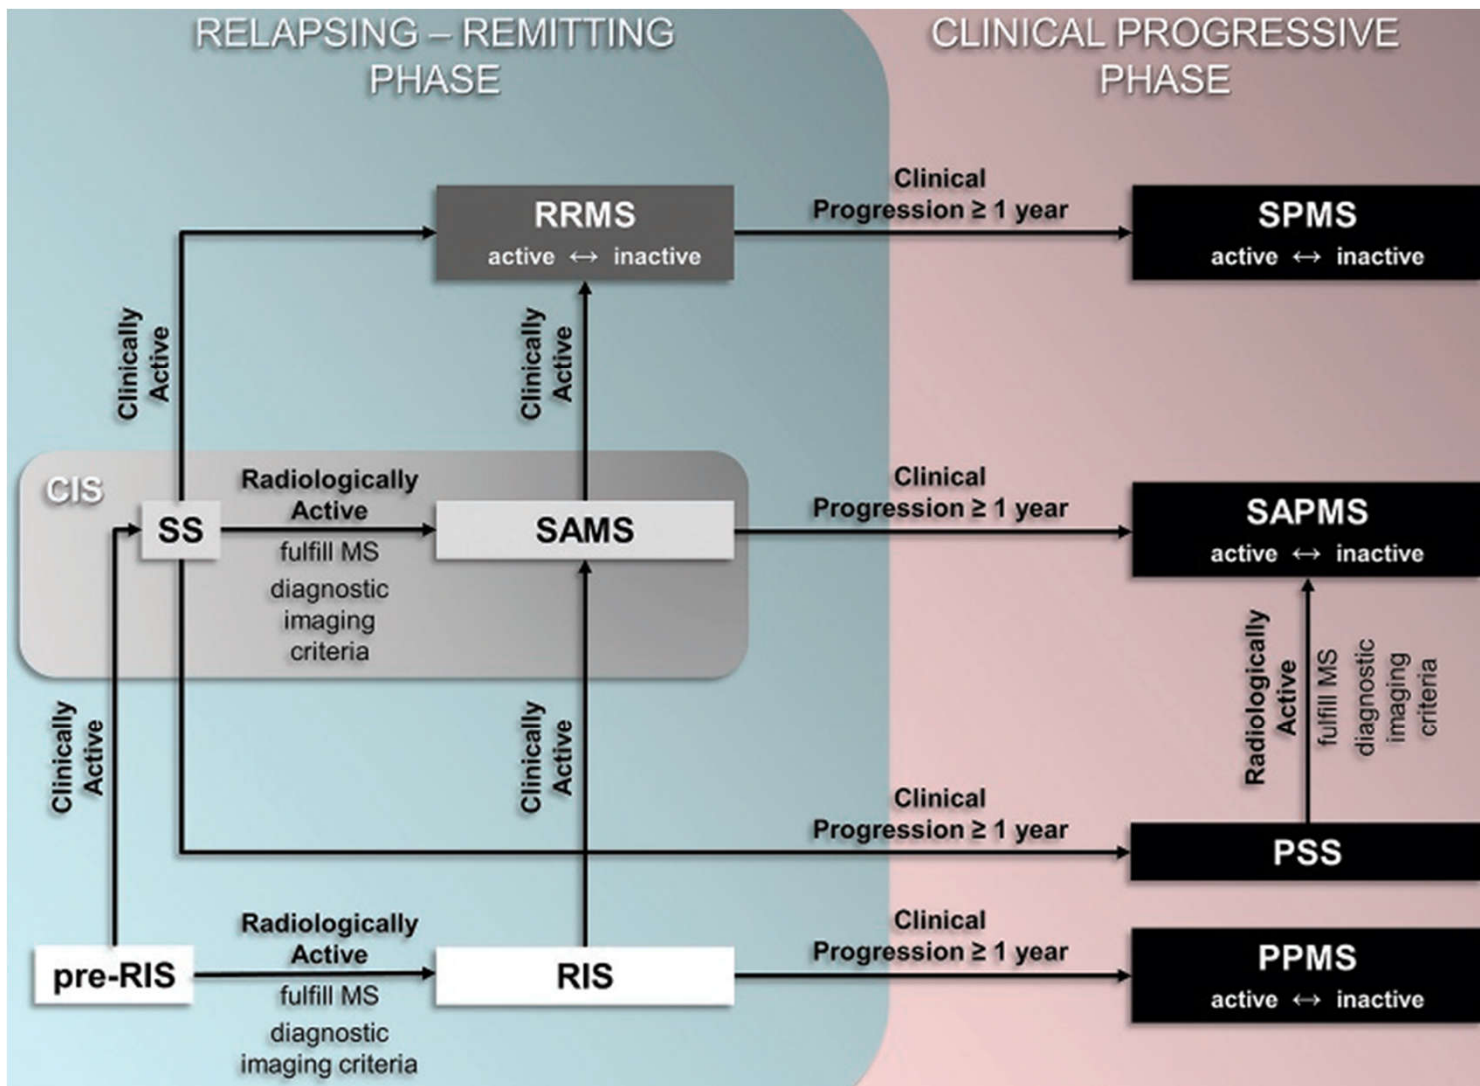 RELAPSING – REMITTING
PHASE
CLINICAL PROGRESSIVE
PHASE
RRMS
active ↔ inactive
Clinical
Progression ≥ 1 year
SPMS
active ↔ inactive
Clinically
Active
Clinically
Active
CIS
SS
Radiologically
Active
fulfill MS
diagnostic
imaging
criteria
SAMS
Clinical
Progression ≥ 1 year
SAPMS
active ↔ inactive
Clinically
Active
Clinically
Active
Radiologically
Active
fulfill MS
diagnostic
imaging
criteria
Clinical
Progression ≥ 1 year
PSS
pre-RIS
Radiologically
Active
fulfill MS
diagnostic
imaging criteria
RIS
Clinical
Progression ≥ 1 year
PPMS
active ↔ inactive